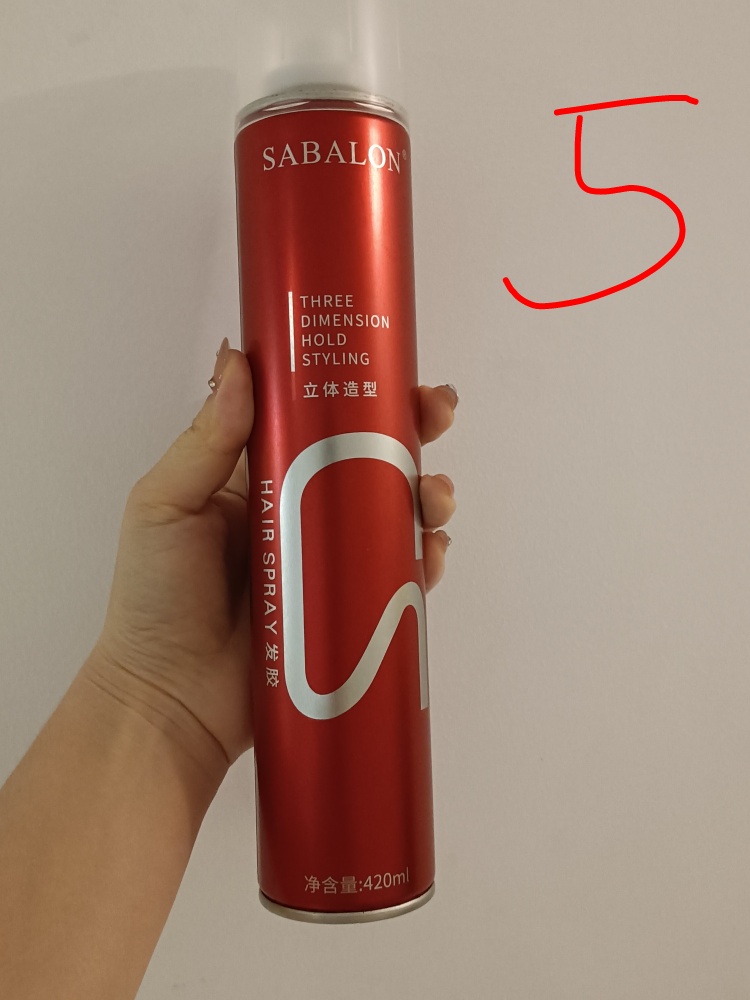 5
SABALON®
THREE
DIMENSION
HOLD
STYLING
立体造型
HAIR SPRAY 发胶
净含量:420ml